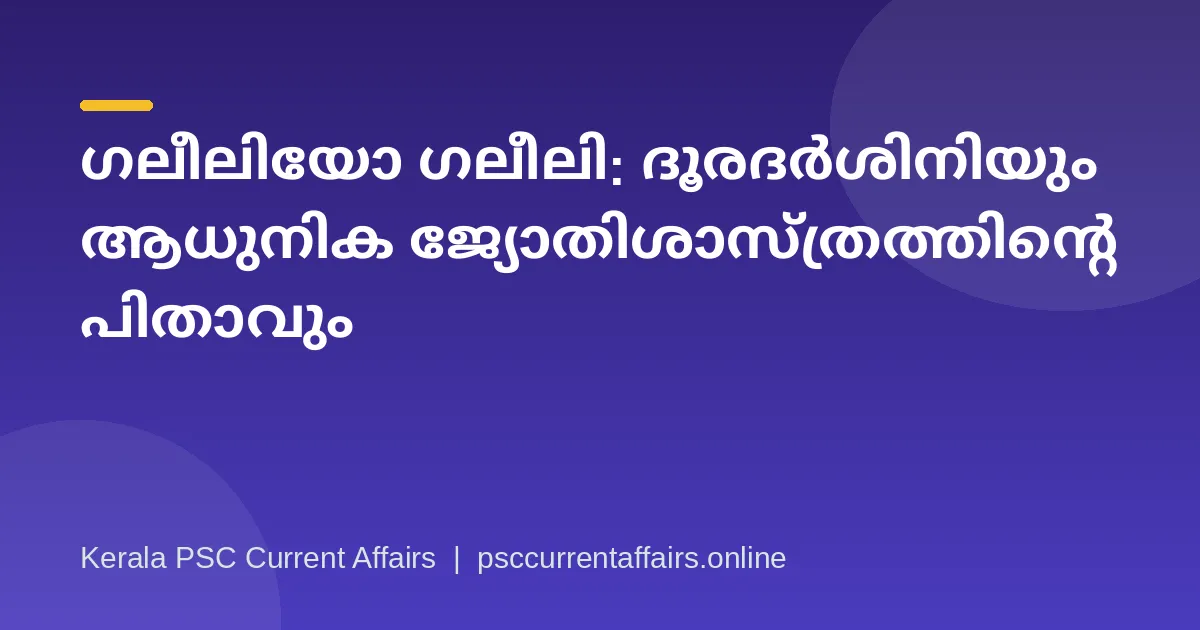 ഗലീലിയോ ഗലീലി: ദൂരദർശിനിയും
ആധുനിക ജ്യോതിശാസ്ത്രത്തിന്റെ
പിതാവും
Kerala PSC Current Affairs | psccurrentaffairs.online